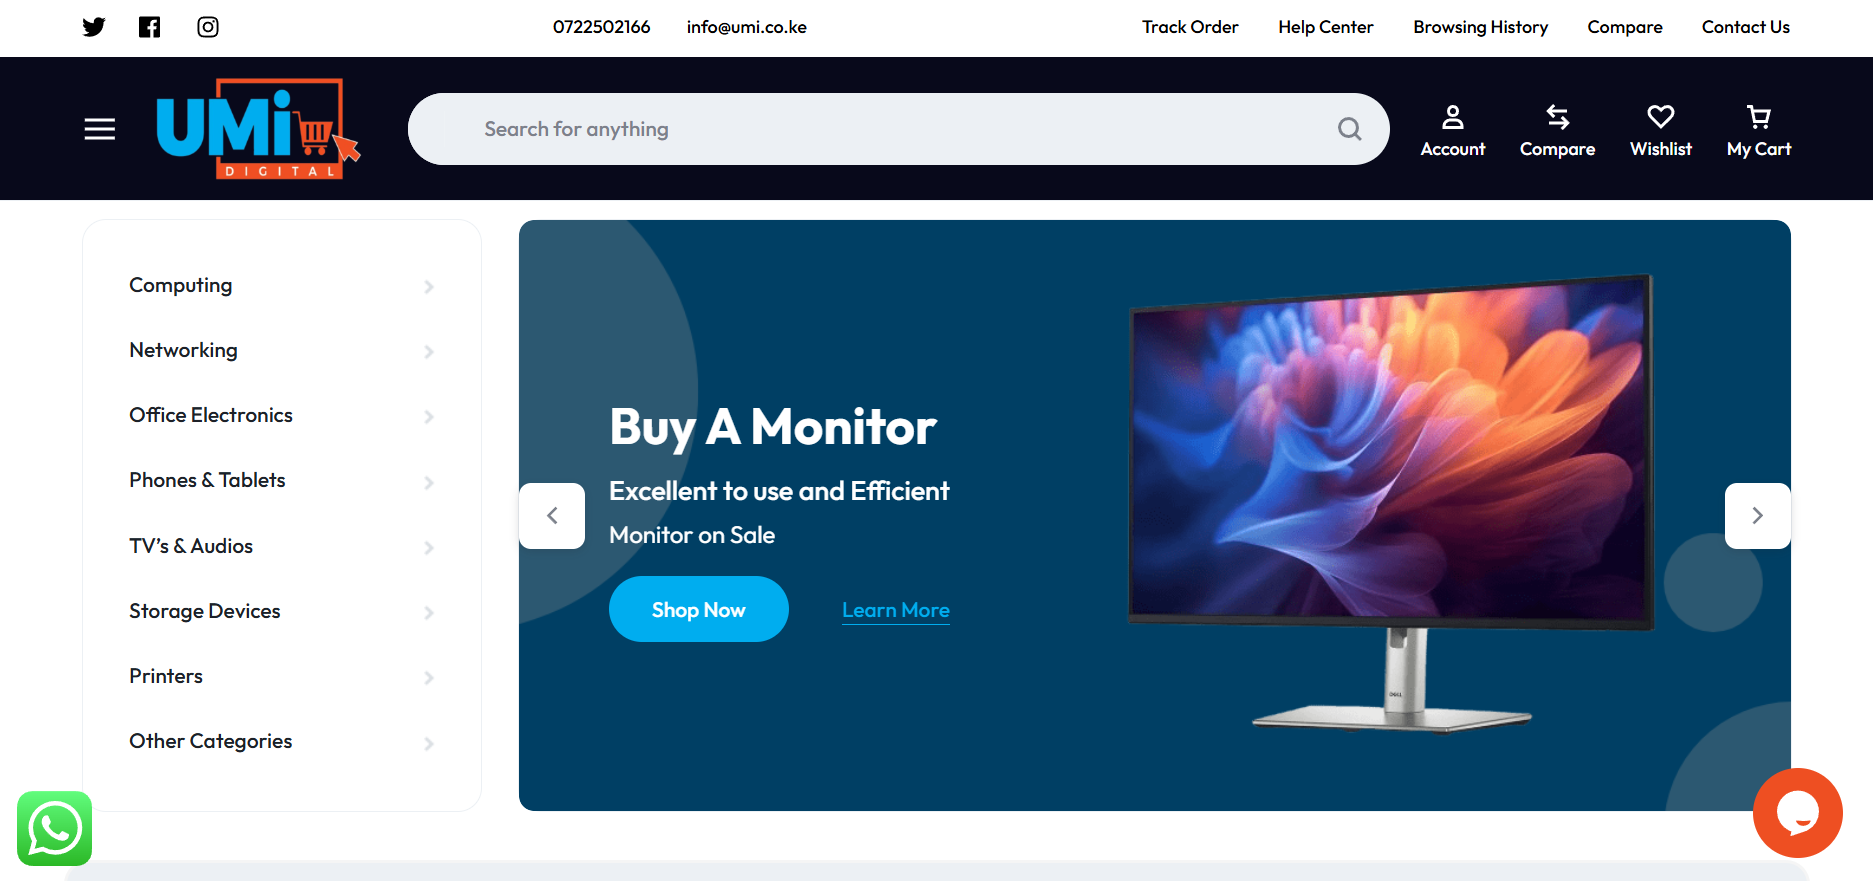 0722502166 info@umi.co.ke Track Order Help Center Browsing History Compare Contact Us
UMi
DIGITAL
Search for anything
Account Compare Wishlist My Cart
Computing
Networking
Office Electronics
Phones & Tablets
TV’s & Audios
Storage Devices
Printers
Other Categories
Buy A Monitor
Excellent to use and Efficient
Monitor on Sale
Shop Now Learn More
DELL